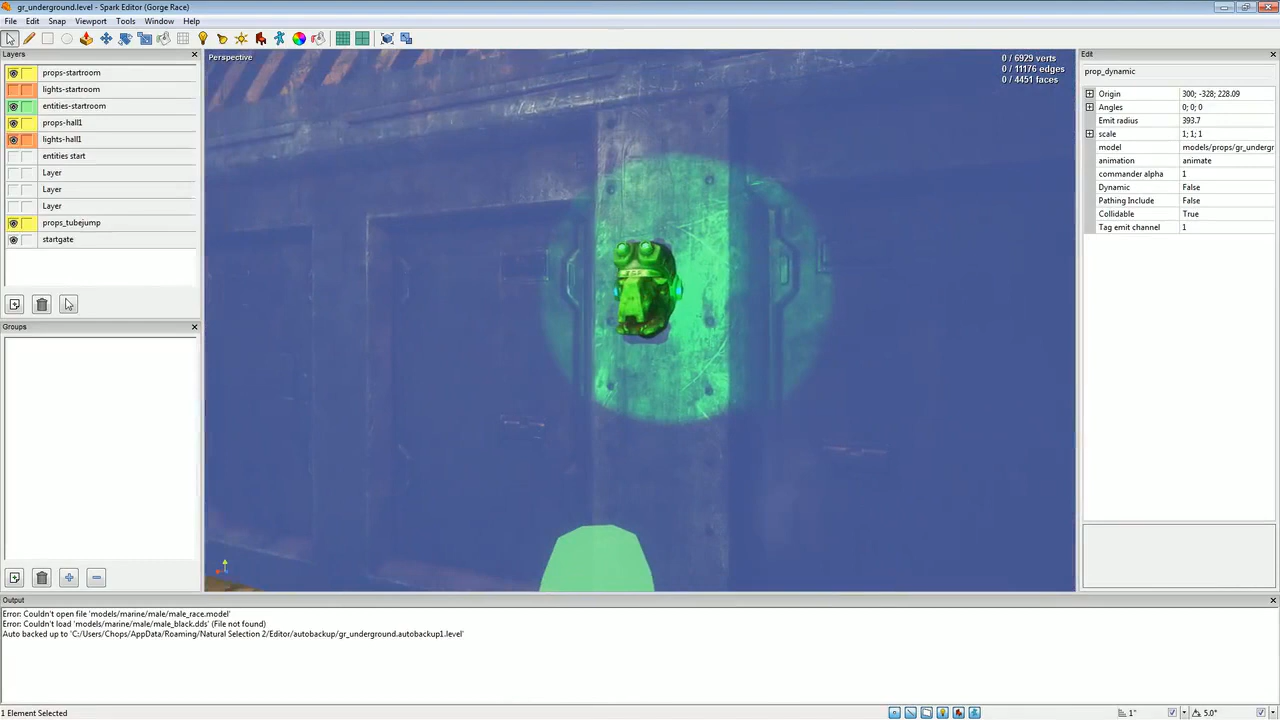 gr_underground.level - Spark Editor (Gorge Race)
File Edit Snap Viewport Tools Window Help
Layers
props-startroom
lights-startroom
entities-startroom
props-hall1
lights-hall1
entities start
Layer
Layer
Layer
props_tubejump
startgate
Groups
Perspective
0 / 6929 verts
0 / 11176 edges
0 / 4451 faces
Edit
prop_dynamic
Origin 300; -328; 228.09
Angles 0; 0; 0
Emit radius 393.7
scale 1; 1; 1
model models/props/gr_undergr
animation animate
commander alpha 1
Dynamic False
Pathing Include False
Collidable True
Tag emit channel 1
Output
Error: Couldn't open file 'models/marine/male/male_race.model'
Error: Couldn't load 'models/marine/male/male_black.dds' (File not found)
Auto backed up to 'C:/Users/Chops/AppData/Roaming/Natural Selection 2/Editor/autobackup/gr_underground.autobackup1.level'
1 Element Selected
1" 5.0°